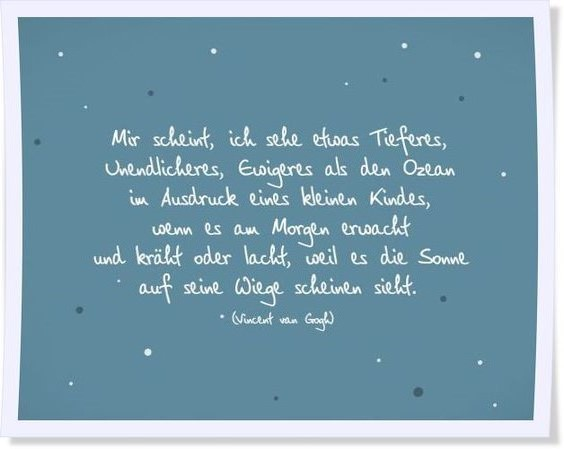 Mir scheint, ich sehe etwas Tieferes,
Unendlicheres, Ewigeres als den Ozean
im Ausdruck eines kleinen Kindes,
wenn es am Morgen erwacht
und kräht oder lacht, weil es die Sonne
auf seine Wiege scheinen sieht.
(Vincent van Gogh)